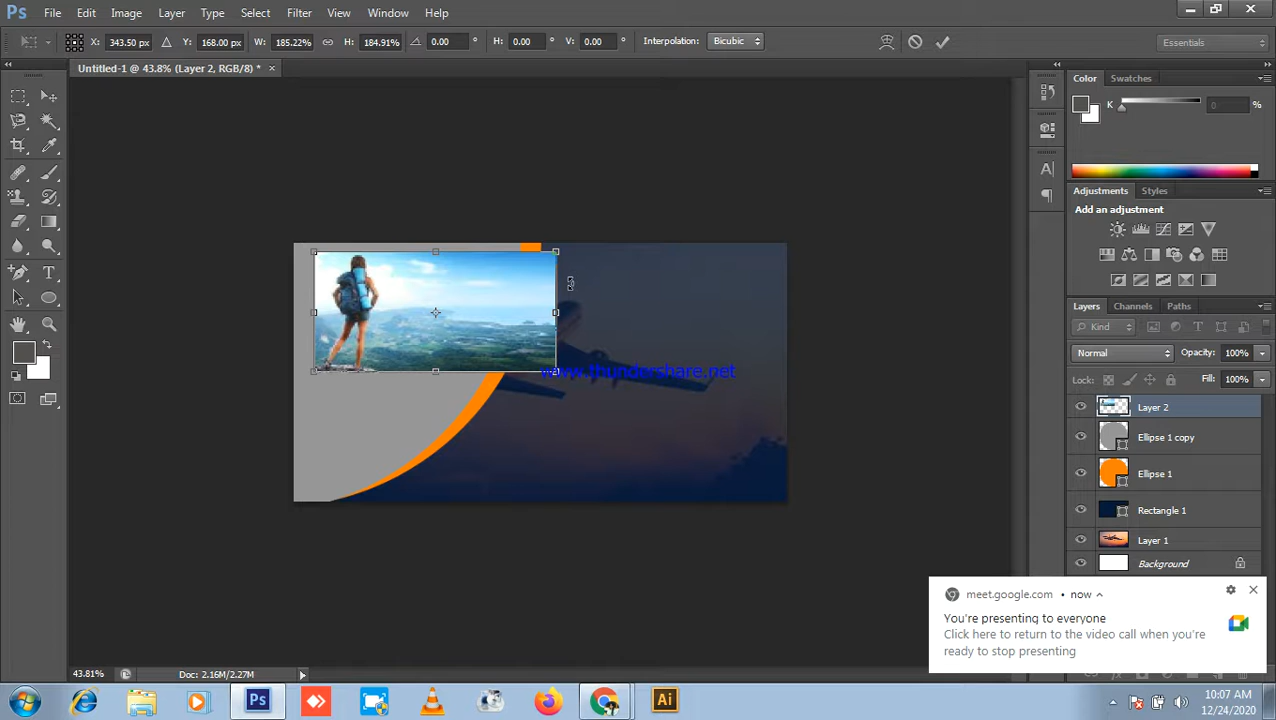 Ps File Edit Image Layer Type Select Filter View Window Help
X: 343.50 px Y: 168.00 px W: 185.22% H: 184.91% 0.00 ° H: 0.00 ° V: 0.00 ° Interpolation: Bicubic Essentials
Untitled-1 @ 43.8% (Layer 2, RGB/8) * ×
Color Swatches
K 0 %
Adjustments Styles
Add an adjustment
Layers Channels Paths
Kind
Normal Opacity: 100%
Lock: Fill: 100%
Layer 2
Ellipse 1 copy
Ellipse 1
Rectangle 1
Layer 1
Background
www.thundershare.net
meet.google.com • now
You're presenting to everyone
Click here to return to the video call when you're
ready to stop presenting
43.81% Doc: 2.16M/2.27M
Ps Ai
10:07 AM
12/24/2020